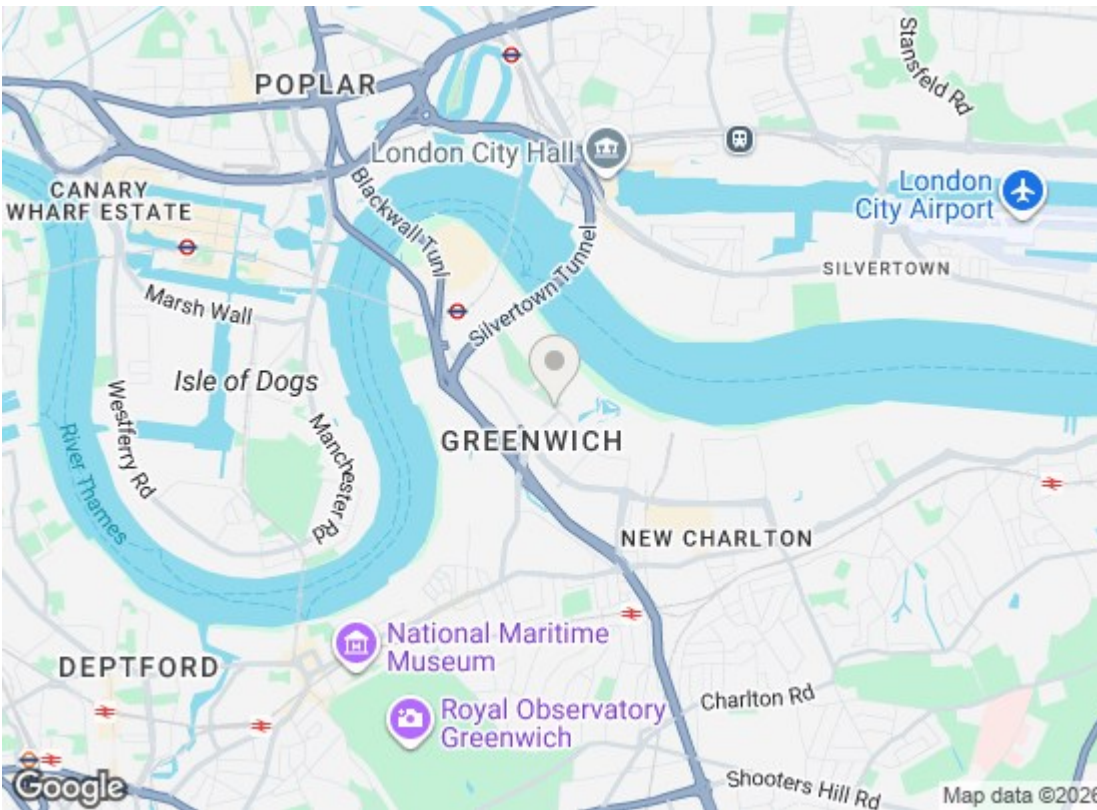 Stansfeld Rd
POPLAR
London City Hall
CANARY
WHARF ESTATE
Blackwall Tunl
London
City Airport
Silvertown Tunnel
SILVERTOWN
Marsh Wall
Isle of Dogs
Westferry Rd
Manchester Rd
River Thames
GREENWICH
NEW CHARLTON
National Maritime
Museum
DEPTFORD
Charlton Rd
Royal Observatory
Greenwich
Shooters Hill Rd
Google
Map data ©2026